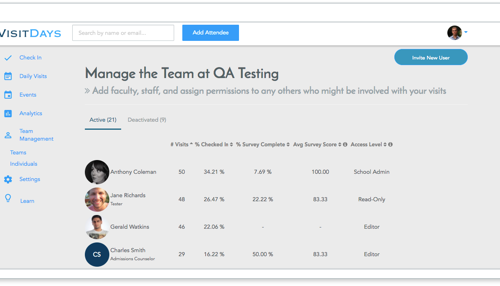 VISITDAYS
Search by name or email...
Add Attendee
Invite New User
Check In
Daily Visits
Events
Analytics
Team
Management
Teams
Individuals
Settings
Learn
Manage the Team at QA Testing
» Add faculty, staff, and assign permissions to any others who might be involved with your visits
Active (21) Deactivated (9)
# Visits % Checked In % Survey Complete Avg Survey Score Access Level
Anthony Coleman 50 34.21 % 7.69 % 100.00 School Admin
Jane Richards
Tester
48 26.47 % 22.22 % 83.33 Read-Only
Gerald Watkins 46 22.06 % - - Editor
CS
Charles Smith
Admissions Counselor
29 16.22 % 50.00 % 83.33 Editor